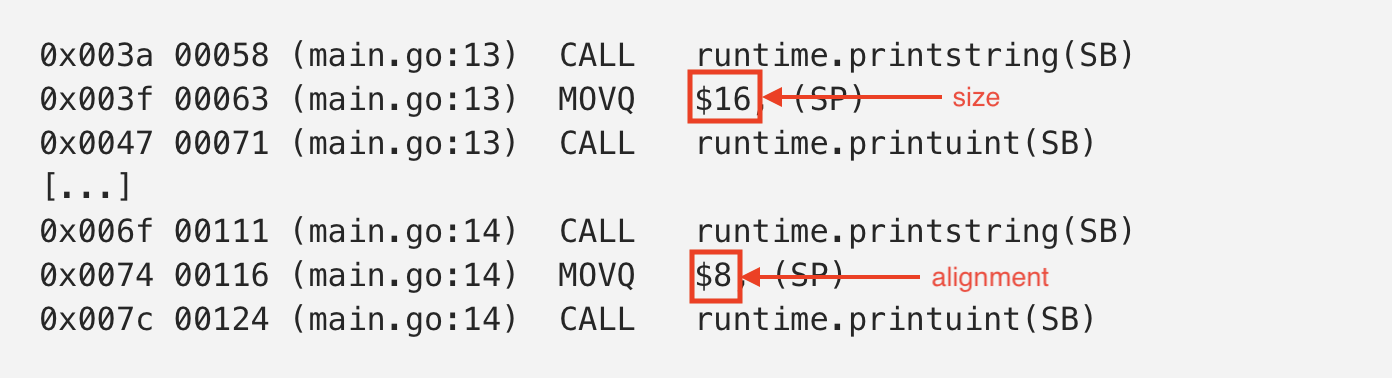 0x003a 00058 (main.go:13)  CALL   runtime.printstring(SB)
0x003f 00063 (main.go:13)  MOVQ   $16, (SP) size
0x0047 00071 (main.go:13)  CALL   runtime.printuint(SB)
[...]
0x006f 00111 (main.go:14)  CALL   runtime.printstring(SB)
0x0074 00116 (main.go:14)  MOVQ   $8, (SP) alignment
0x007c 00124 (main.go:14)  CALL   runtime.printuint(SB)